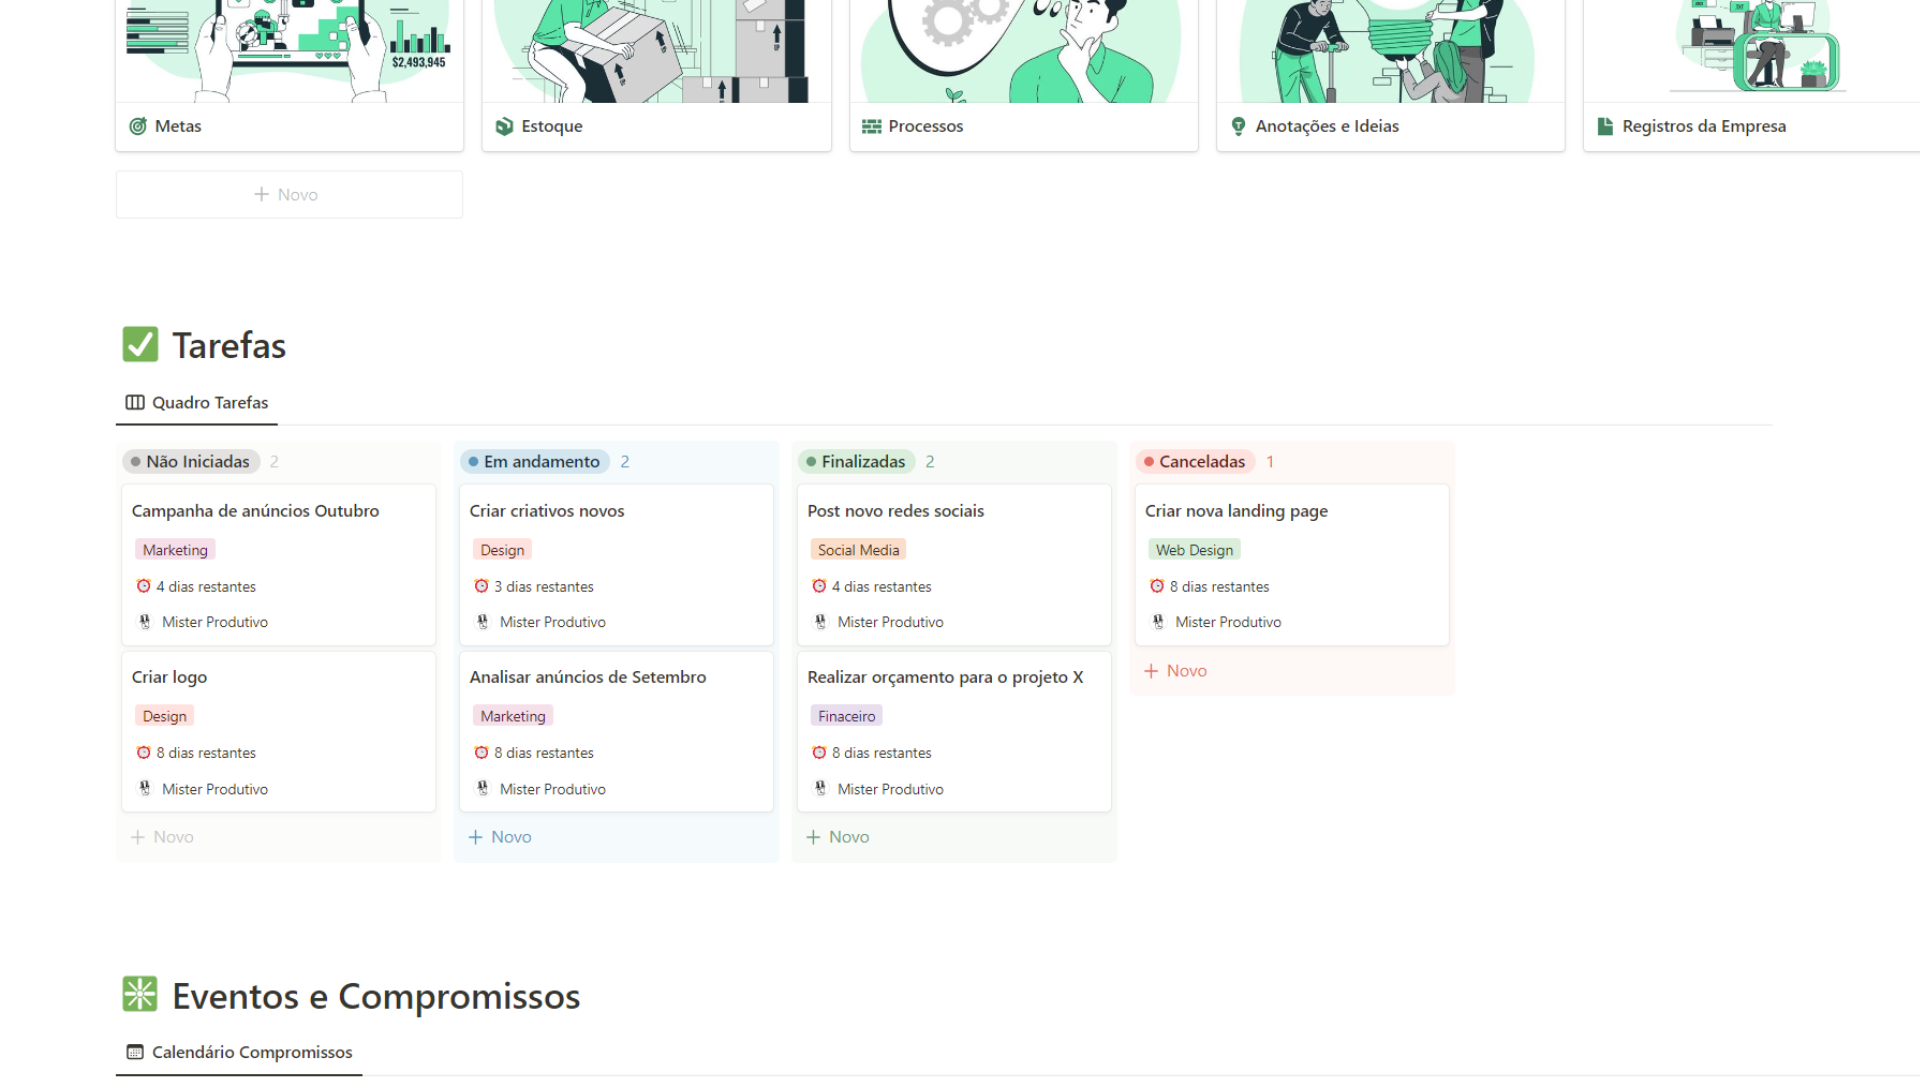 $2,493,945
Metas
Estoque
Processos
Anotações e Ideias
Registros da Empresa
+ Novo
Tarefas
Quadro Tarefas
Não Iniciadas 2
Campanha de anúncios Outubro
Marketing
4 dias restantes
Mister Produtivo
Criar logo
Design
8 dias restantes
Mister Produtivo
+ Novo
Em andamento 2
Criar criativos novos
Design
3 dias restantes
Mister Produtivo
Analisar anúncios de Setembro
Marketing
8 dias restantes
Mister Produtivo
+ Novo
Finalizadas 2
Post novo redes sociais
Social Media
4 dias restantes
Mister Produtivo
Realizar orçamento para o projeto X
Finaceiro
8 dias restantes
Mister Produtivo
+ Novo
Canceladas 1
Criar nova landing page
Web Design
8 dias restantes
Mister Produtivo
+ Novo
Eventos e Compromissos
Calendário Compromissos